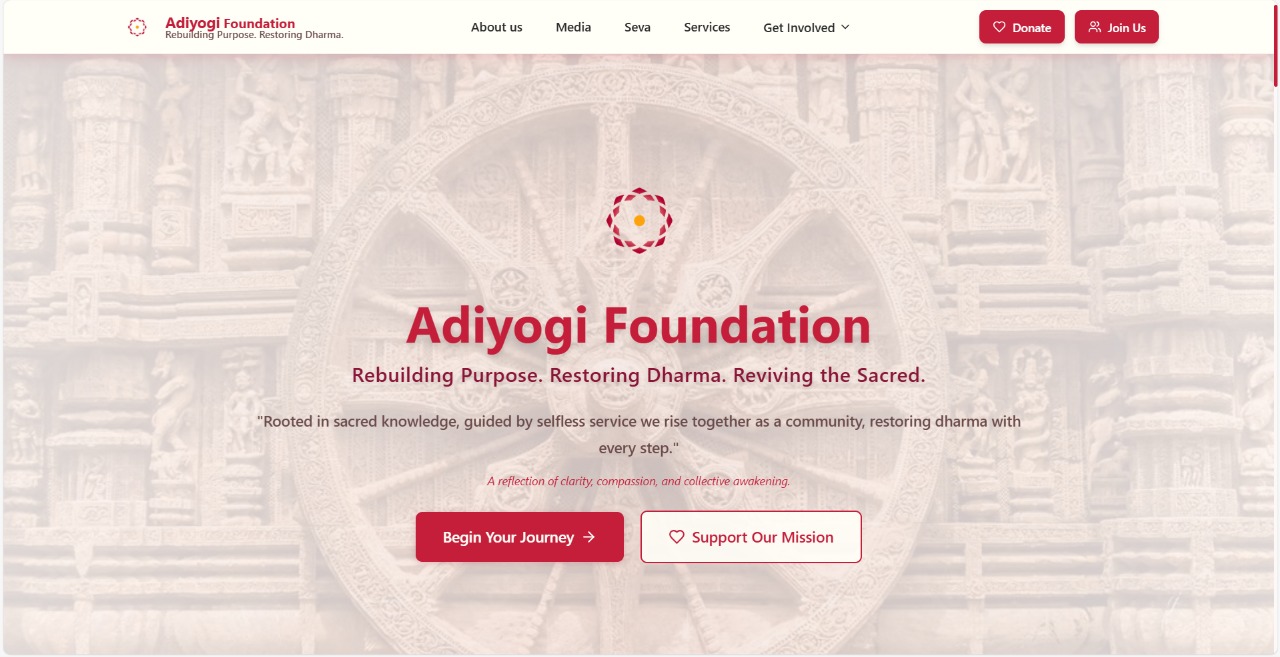 Adiyogi Foundation
Rebuilding Purpose. Restoring Dharma.
About us
Media
Seva
Services
Get Involved
Donate
Join Us
Adiyogi Foundation
Rebuilding Purpose. Restoring Dharma. Reviving the Sacred.
"Rooted in sacred knowledge, guided by selfless service we rise together as a community, restoring dharma with
every step."
A reflection of clarity, compassion, and collective awakening.
Begin Your Journey
Support Our Mission